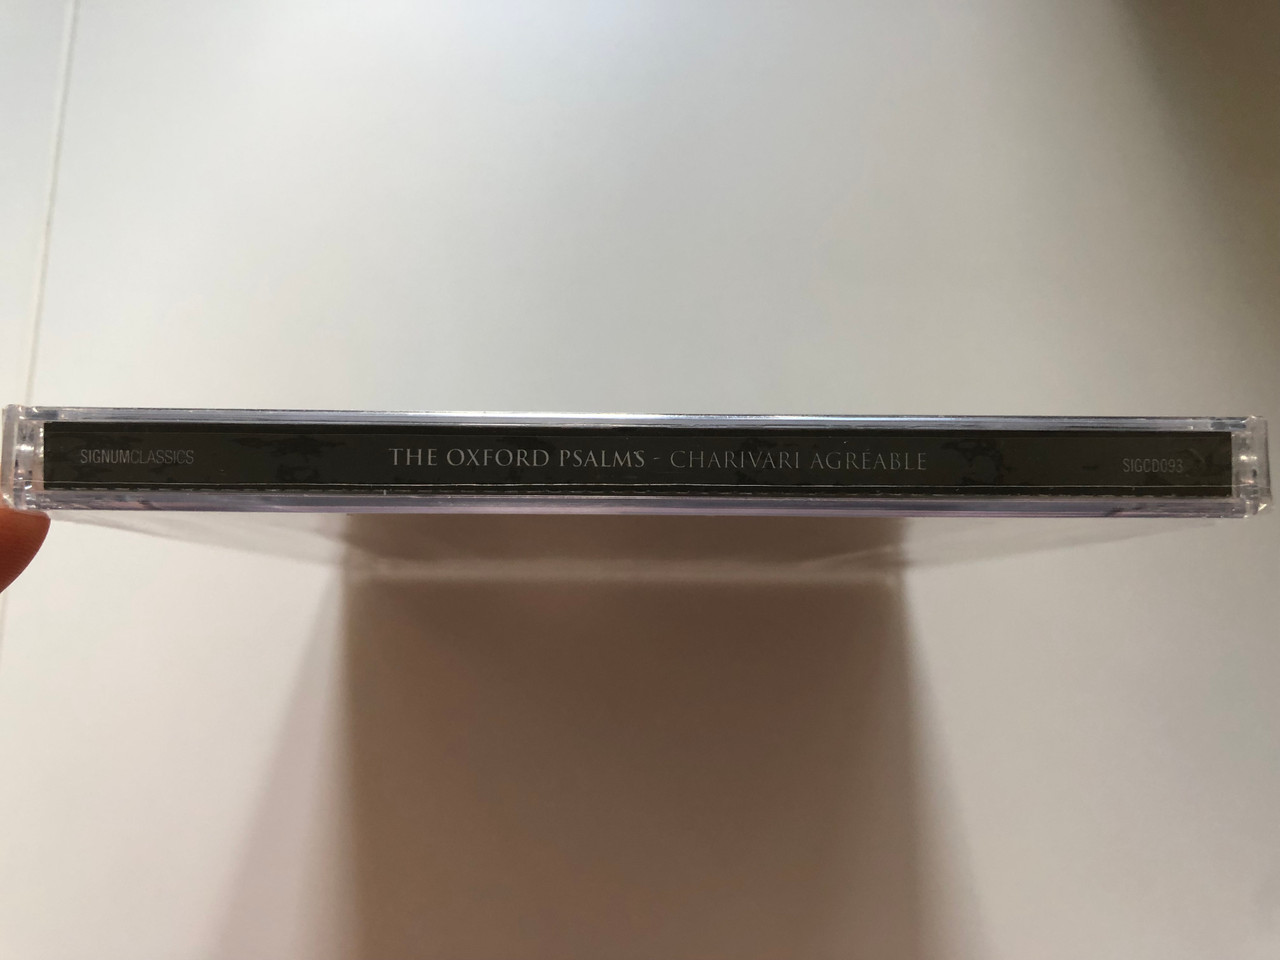 SIGNUMCLASSICS THE OXFORD PSALMS - CHARIVARI AGRÉABLE SIGCD093